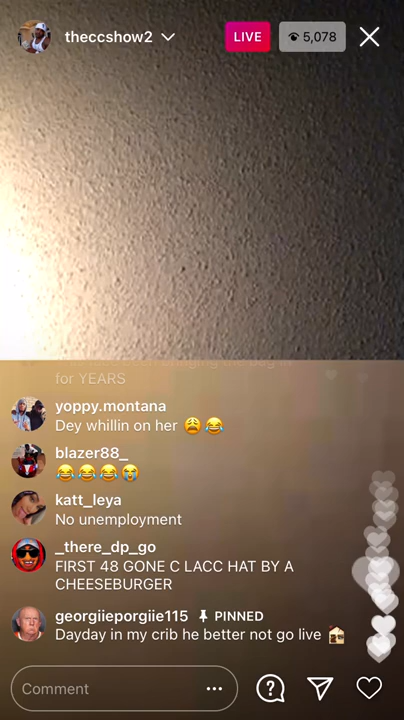 theccshow2
LIVE
5,078
for YEARS
yoppy.montana
Dey whillin on her 😩😂
blazer88_
😂😂😂😭
katt_leya
No unemployment
_there_dp_go
FIRST 48 GONE C LACC HAT BY A
CHEESEBURGER
georgiieporgiie115 PINNED
Dayday in my crib he better not go live 🏚️
Comment